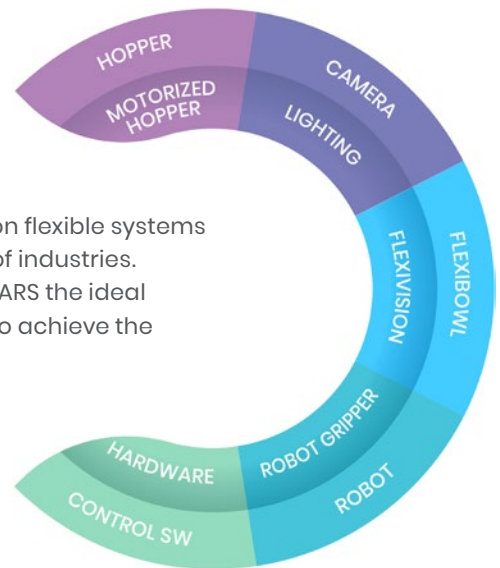 HOPPER
MOTORIZED
HOPPER
CAMERA
LIGHTING
on flexible systems
of industries.
ARS the ideal
o achieve the
FLEXIVISION
FLEXIBOWL
ROBOT GRIPPER
ROBOT
HARDWARE
CONTROL SW